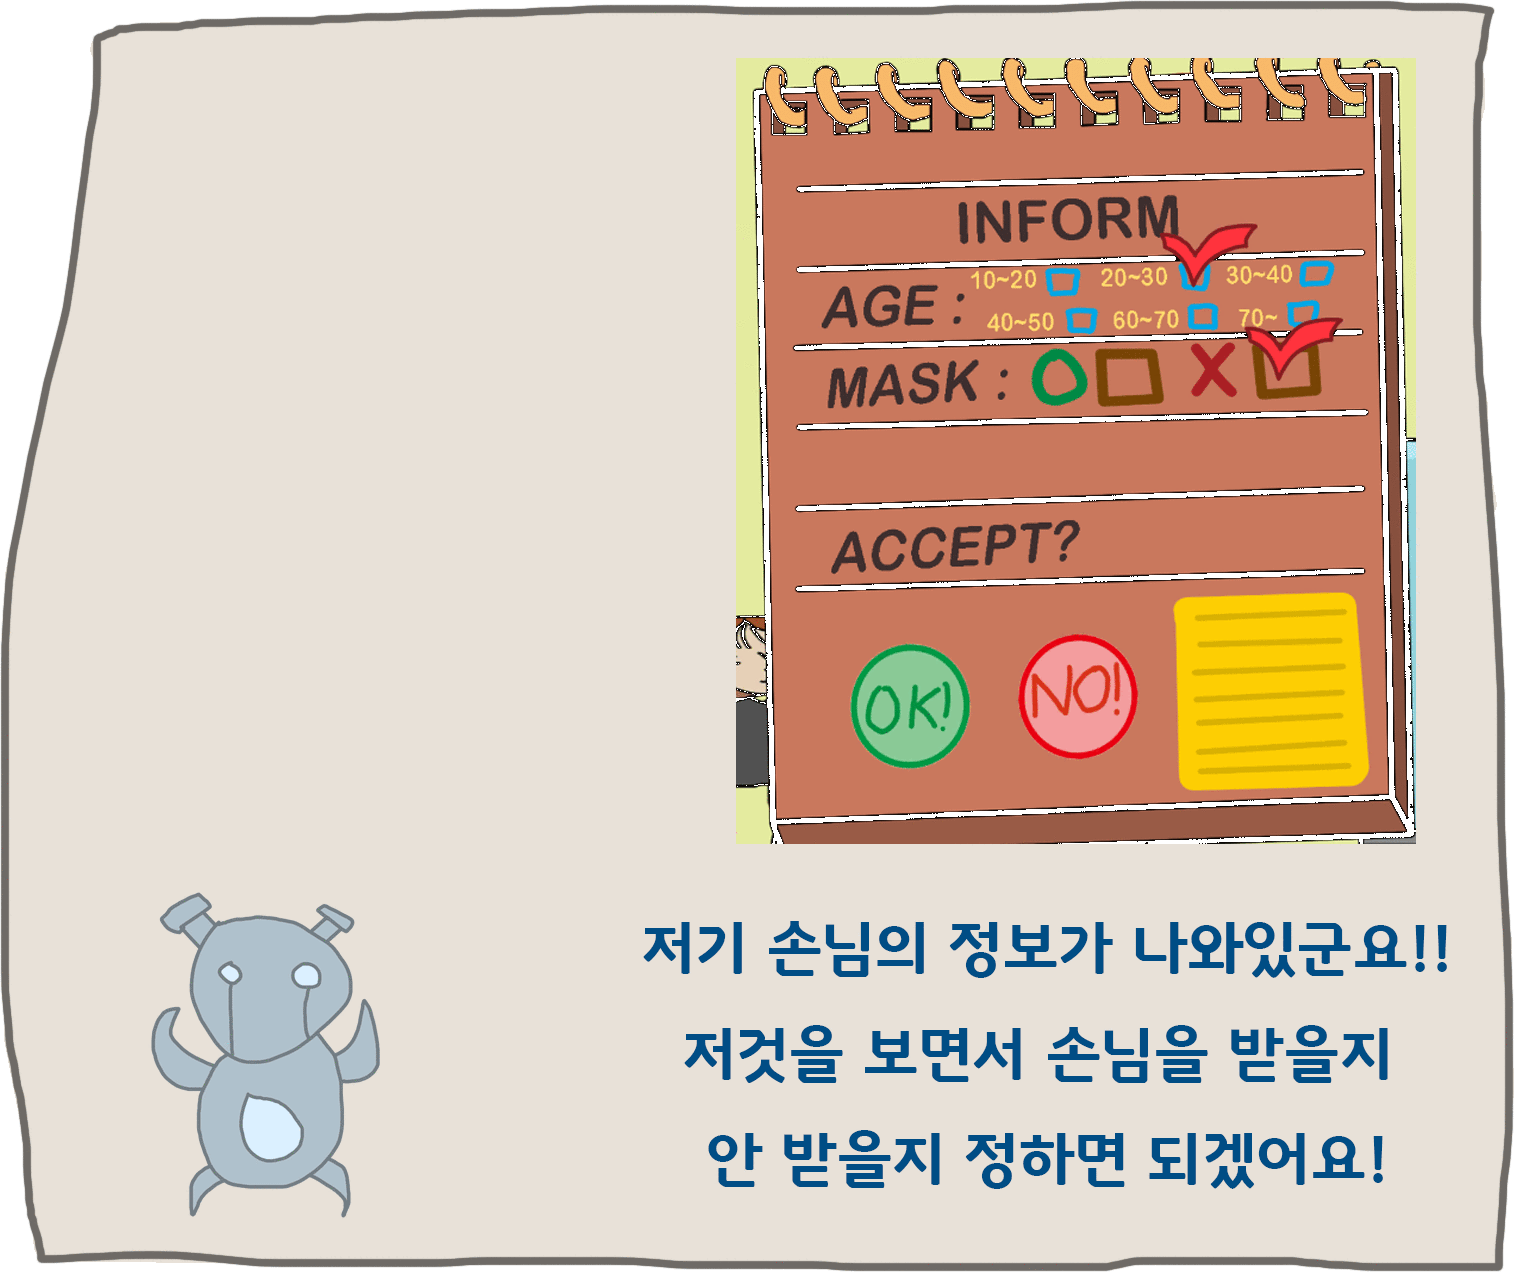 INFORM
AGE : 10~20 20~30 30~40
40~50 60~70 70~
MASK : O X
ACCEPT?
OK! NO!
저기 손님의 정보가 나와있군요!!
저것을 보면서 손님을 받을지
안 받을지 정하면 되겠어요!